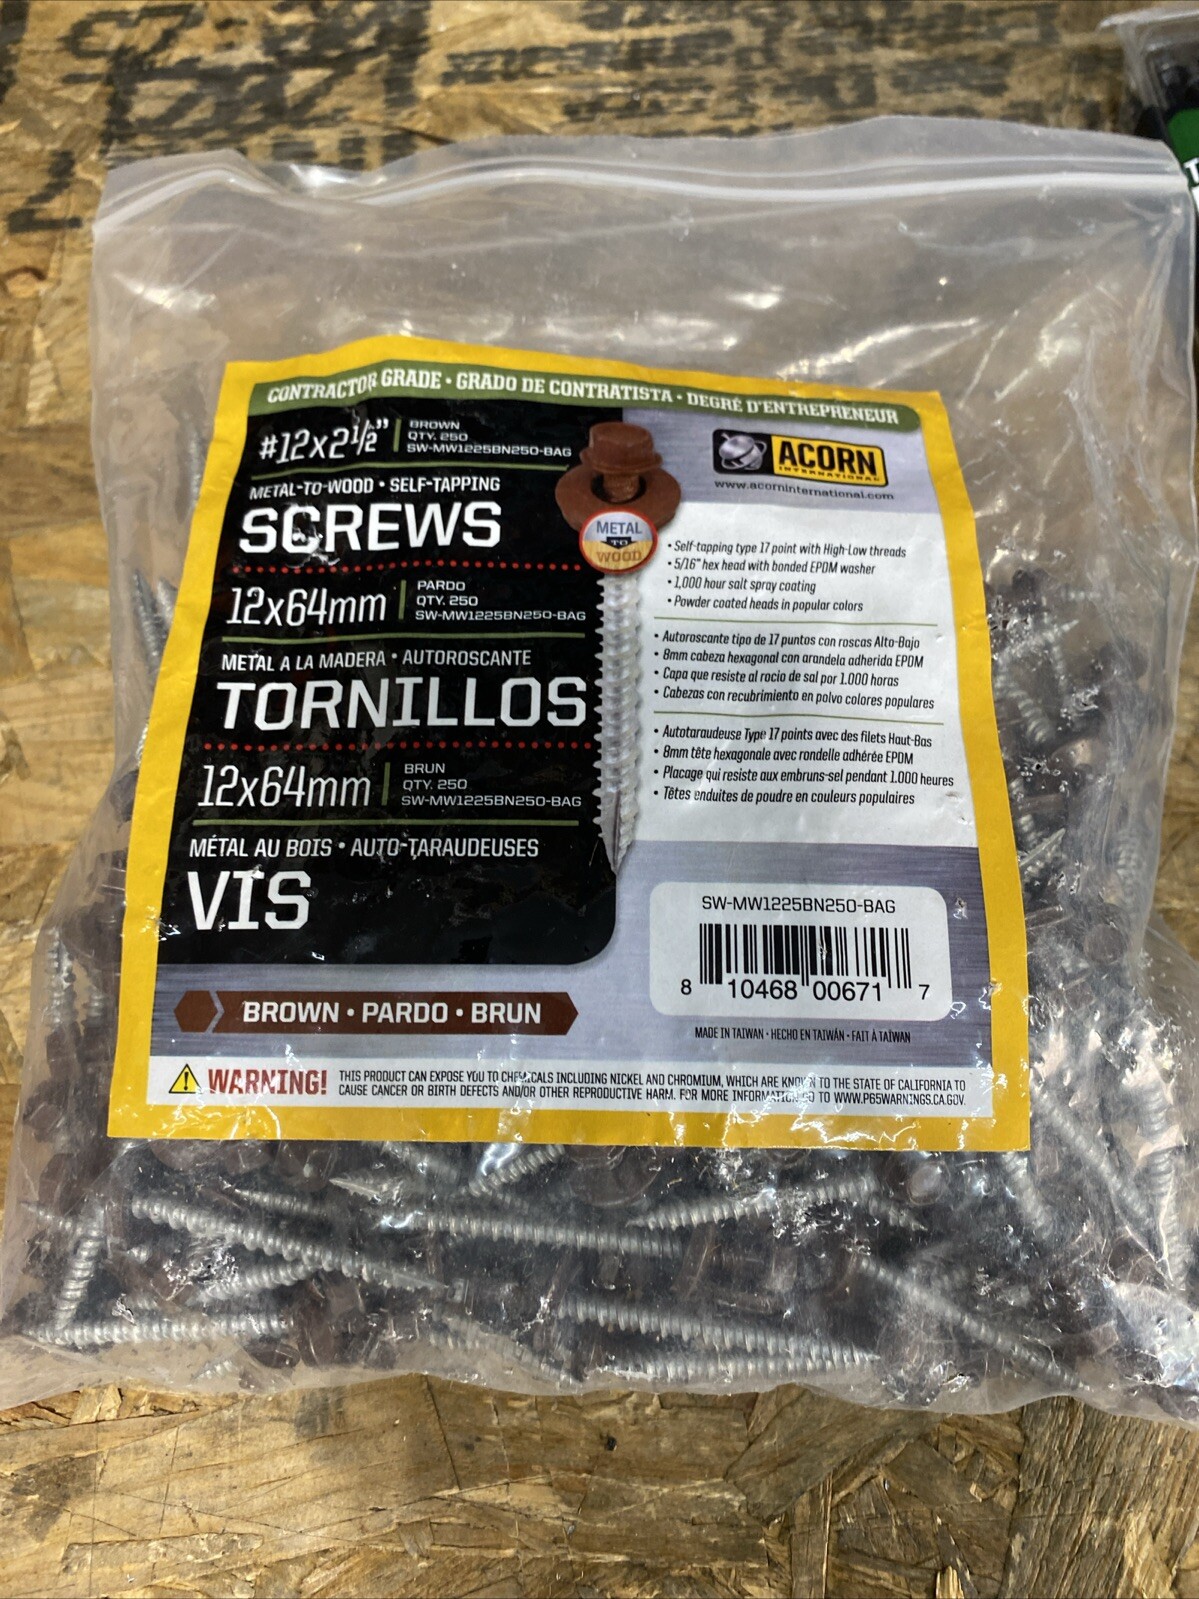 CONTRACTOR GRADE • GRADO DE CONTRATISTA • DEGRÉ D'ENTREPRENEUR
#12x2½"
BROWN
QTY. 250
SW-MW1225BN250-BAG
METAL-TO-WOOD • SELF-TAPPING
SCREWS
12x64mm
PARDO
QTY. 250
SW-MW1225BN250-BAG
METAL A LA MADERA • AUTOROSCANTE
TORNILLOS
12x64mm
BRUN
QTY. 250
SW-MW1225BN250-BAG
MÉTAL AU BOIS • AUTO-TARAUDEUSES
VIS
BROWN • PARDO • BRUN
METAL
TO
WOOD
ACORN
INTERNATIONAL
www.acorninternational.com
• Self-tapping type 17 point with High-Low threads
• 5/16" hex head with bonded EPDM washer
• 1,000 hour salt spray coating
• Powder coated heads in popular colors
• Autoroscante tipo de 17 puntos con roscas Alto-Bajo
• 8mm cabeza hexagonal con arandela adherida EPDM
• Capa que resiste al rocio de sal por 1.000 horas
• Cabezas con recubrimiento en polvo colores populares
• Autotaraudeuse Type 17 points avec des filets Haut-Bas
• 8mm tête hexagonale avec rondelle adhérée EPDM
• Placage qui resiste aux embruns-sel pendant 1.000 heures
• Têtes enduites de poudre en couleurs populaires
SW-MW1225BN250-BAG
8 10468 00671 7
MADE IN TAIWAN • HECHO EN TAIWÁN • FAIT À TAÏWAN
WARNING!
THIS PRODUCT CAN EXPOSE YOU TO CHEMICALS INCLUDING NICKEL AND CHROMIUM, WHICH ARE KNOWN TO THE STATE OF CALIFORNIA TO
CAUSE CANCER OR BIRTH DEFECTS AND/OR OTHER REPRODUCTIVE HARM. FOR MORE INFORMATION GO TO WWW.P65WARNINGS.CA.GOV.